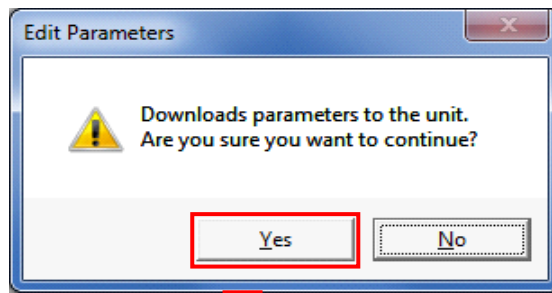 Edit Parameters
Downloads parameters to the unit.
Are you sure you want to continue?
Yes
No